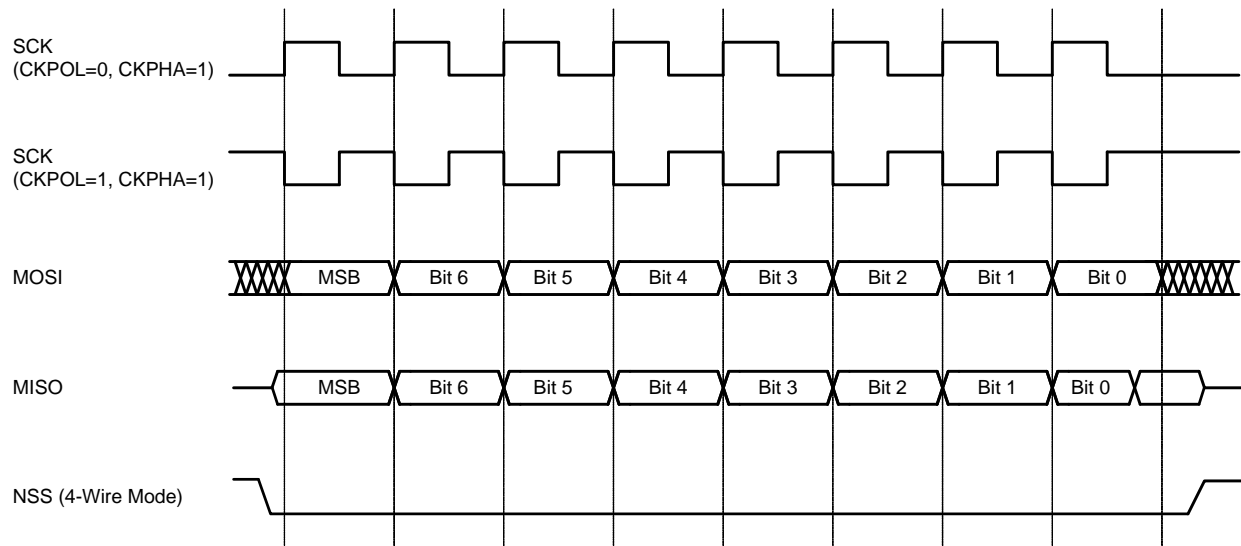 SCK
(CKPOL=0, CKPHA=1)
SCK
(CKPOL=1, CKPHA=1)
MOSI
MSB Bit 6 Bit 5 Bit 4 Bit 3 Bit 2 Bit 1 Bit 0
MISO
MSB Bit 6 Bit 5 Bit 4 Bit 3 Bit 2 Bit 1 Bit 0
NSS (4-Wire Mode)